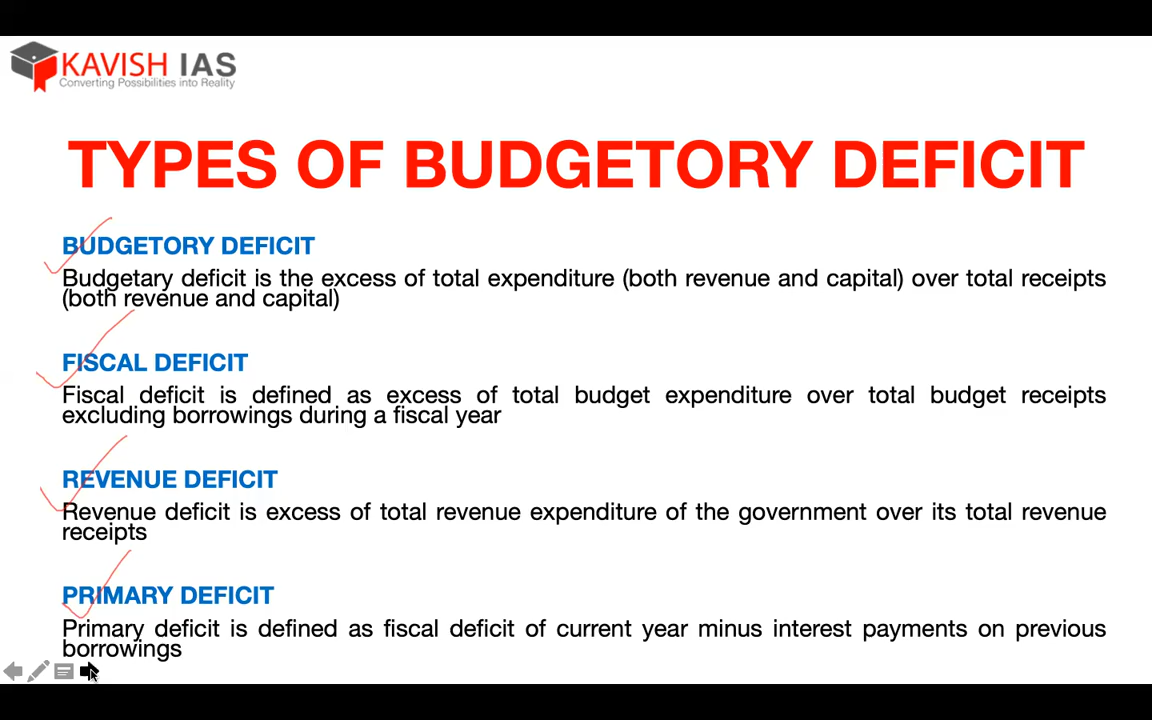 KAVISH IAS
Converting Possibilities into Reality
TYPES OF BUDGETORY DEFICIT
BUDGETORY DEFICIT
Budgetary deficit is the excess of total expenditure (both revenue and capital) over total receipts
(both revenue and capital)
FISCAL DEFICIT
Fiscal deficit is defined as excess of total budget expenditure over total budget receipts
excluding borrowings during a fiscal year
REVENUE DEFICIT
Revenue deficit is excess of total revenue expenditure of the government over its total revenue
receipts
PRIMARY DEFICIT
Primary deficit is defined as fiscal deficit of current year minus interest payments on previous
borrowings